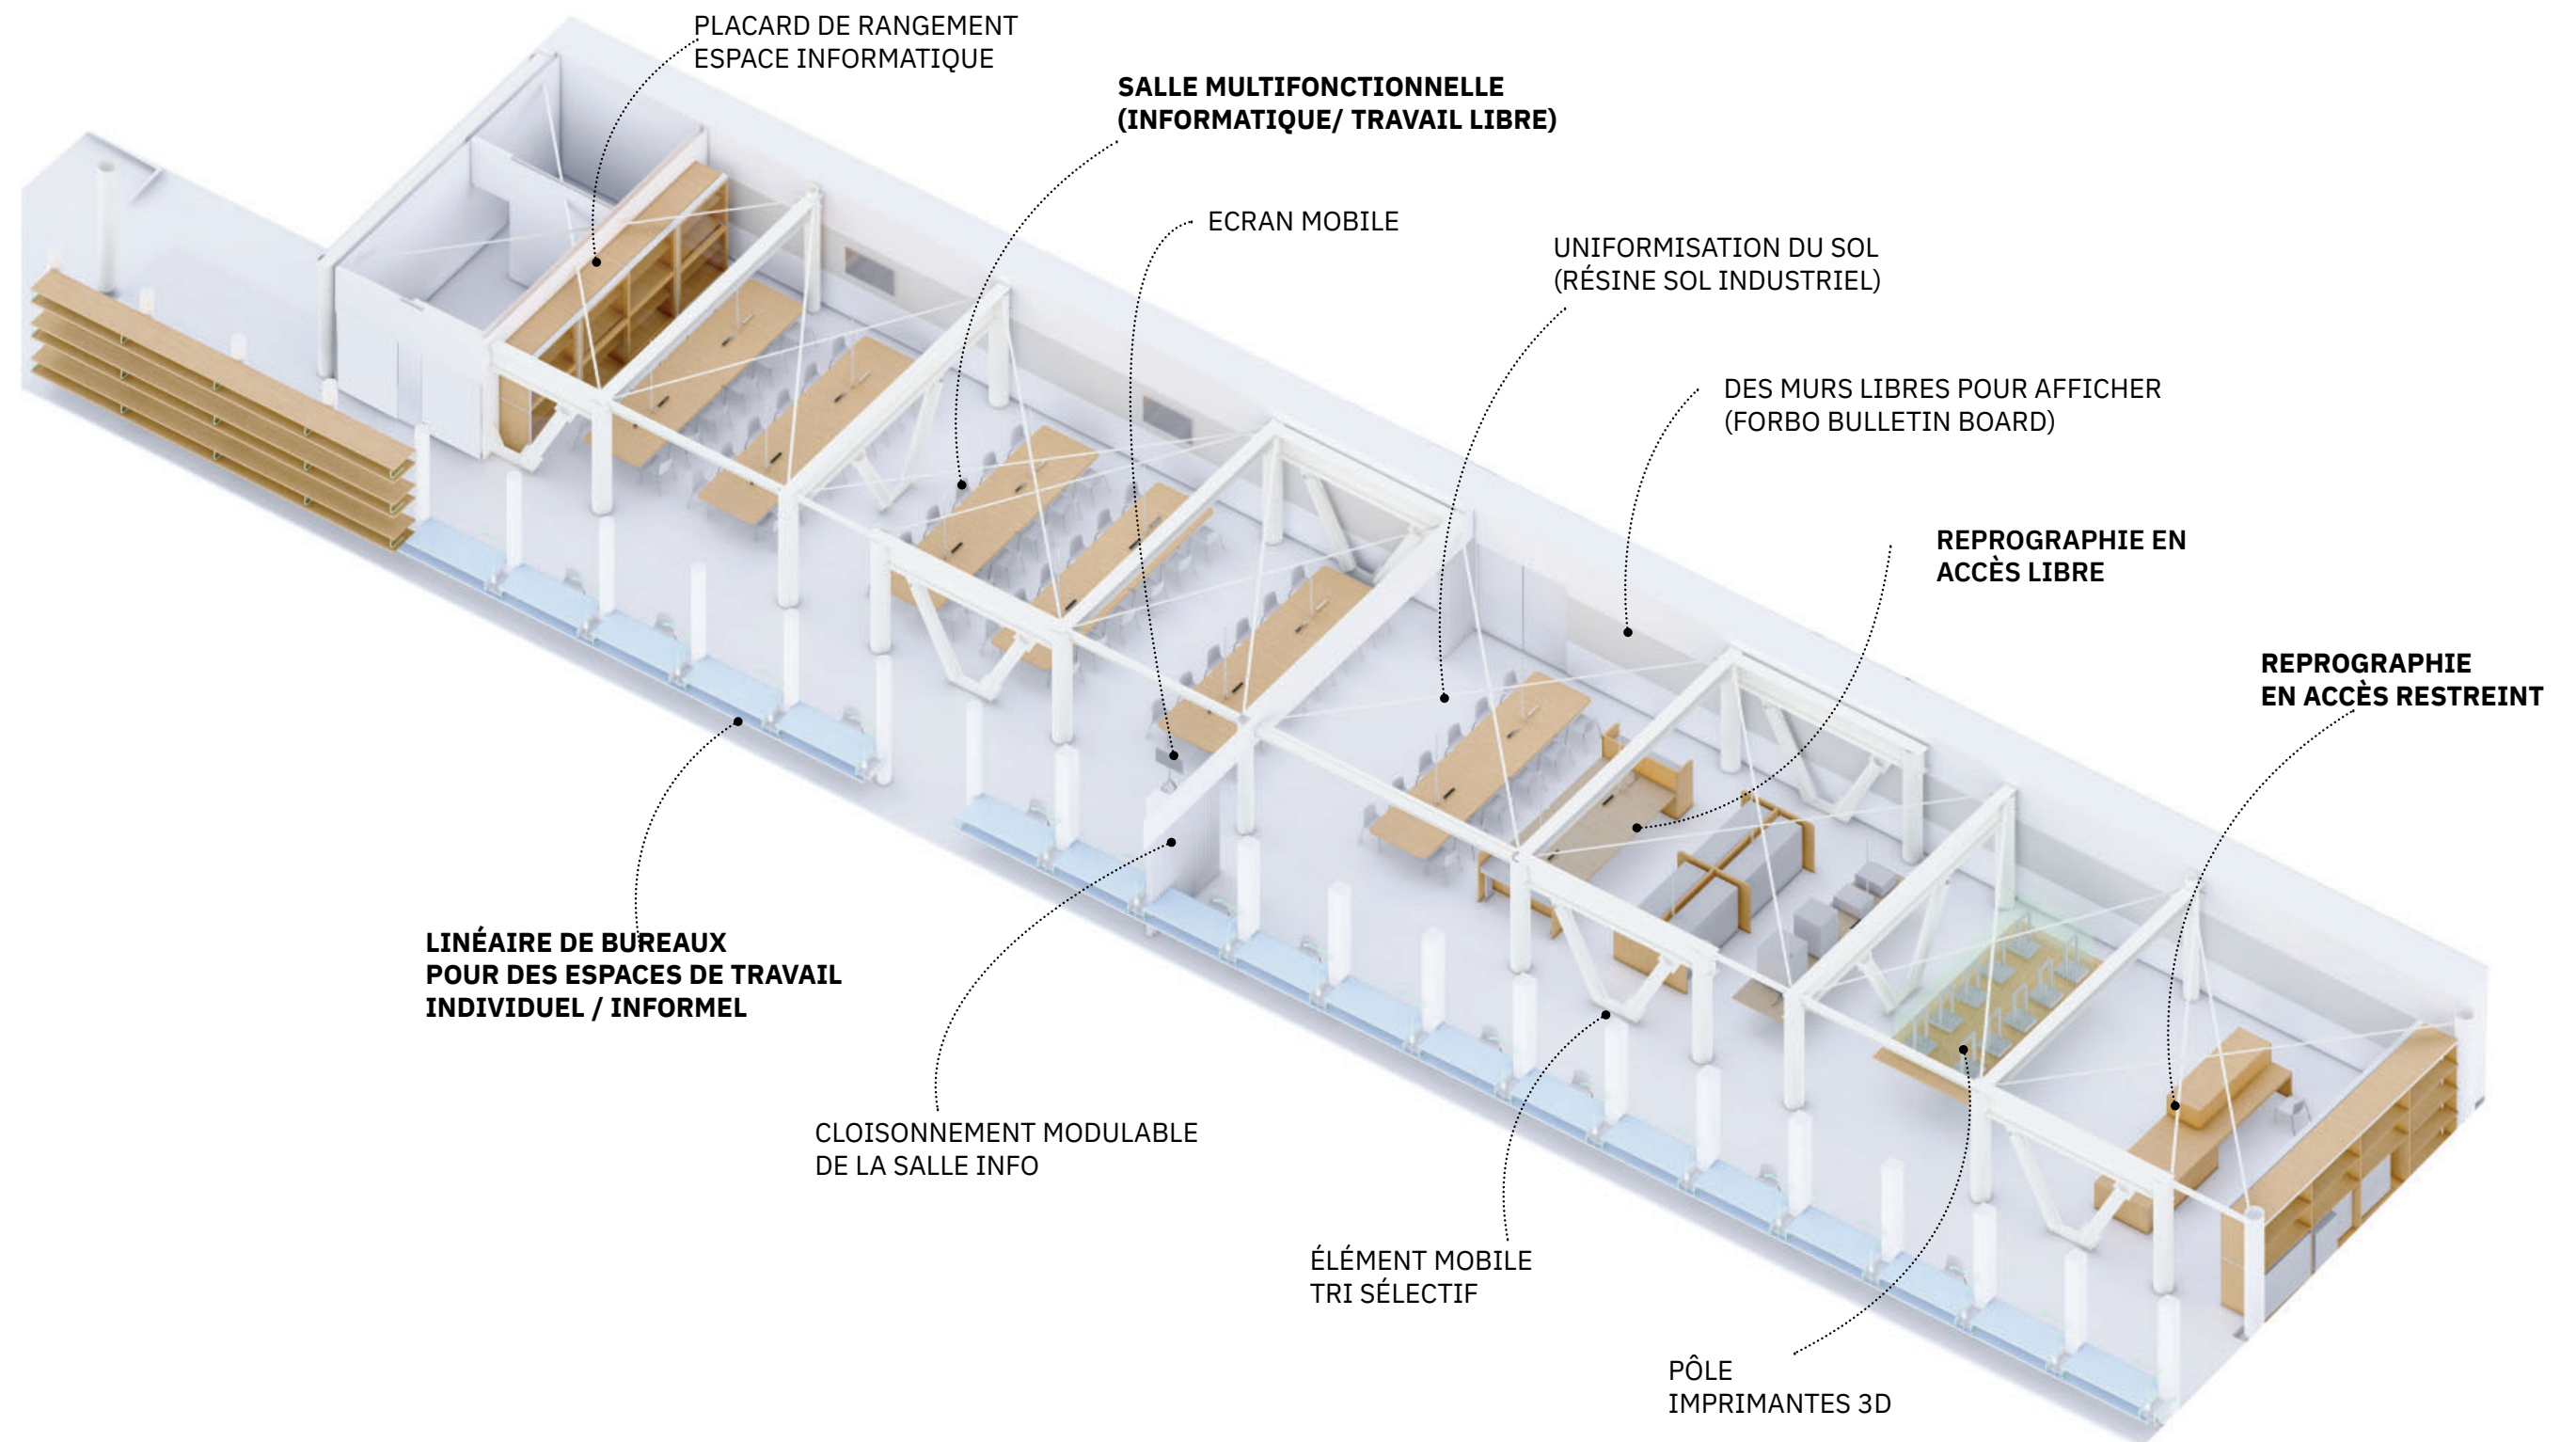 PLACARD DE RANGEMENT
ESPACE INFORMATIQUE
SALLE MULTIFONCTIONNELLE
(INFORMATIQUE/ TRAVAIL LIBRE)
ECRAN MOBILE
UNIFORMISATION DU SOL
(RÉSINE SOL INDUSTRIEL)
DES MURS LIBRES POUR AFFICHER
(FORBO BULLETIN BOARD)
REPROGRAPHIE EN
ACCÈS LIBRE
REPROGRAPHIE
EN ACCÈS RESTREINT
LINÉAIRE DE BUREAUX
POUR DES ESPACES DE TRAVAIL
INDIVIDUEL / INFORMEL
CLOISONNEMENT MODULABLE
DE LA SALLE INFO
ÉLÉMENT MOBILE
TRI SÉLECTIF
PÔLE
IMPRIMANTES 3D